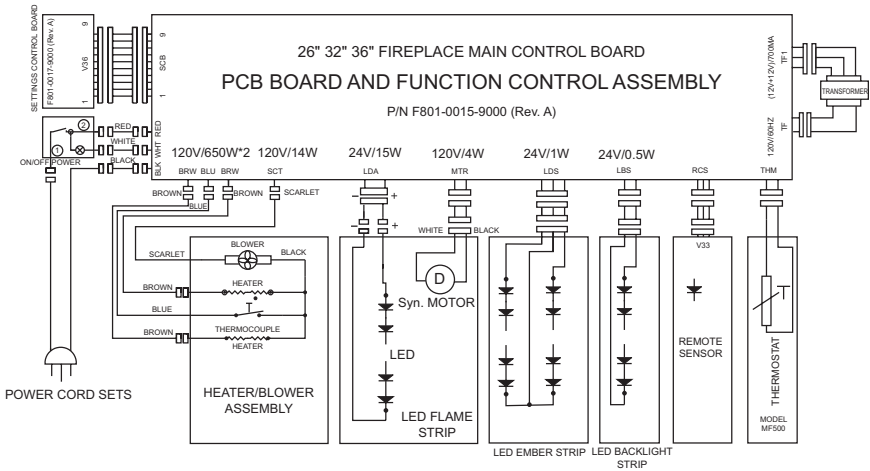 SETTINGS CONTROL BOARD
F801-0017-9000 (Rev. A)
9
V36
1
9
SCB
1
26" 32" 36" FIREPLACE MAIN CONTROL BOARD
PCB BOARD AND FUNCTION CONTROL ASSEMBLY
P/N F801-0015-9000 (Rev. A)
(12V+12V)/700MA
TF1
TRANSFORMER
120V/60HZ
TF
2
1
ON/OFF POWER
RED
WHITE
BLACK
RED
WHT
BLK
120V/650W*2
120V/14W
24V/15W
120V/4W
24V/1W
24V/0.5W
BRW
BLU
BRW
SCT
LDA
MTR
LDS
LBS
RCS
THM
BROWN
BLUE
BROWN
SCARLET
–
+
–
+
WHITE
BLACK
V33
SCARLET
BLOWER
BLACK
BROWN
HEATER
BLUE
T
BROWN
THERMOCOUPLE
HEATER
D
Syn. MOTOR
LED
T
REMOTE
SENSOR
THERMOSTAT
MODEL
MF500
POWER CORD SETS
HEATER/BLOWER
ASSEMBLY
LED FLAME
STRIP
LED EMBER STRIP
LED BACKLIGHT
STRIP